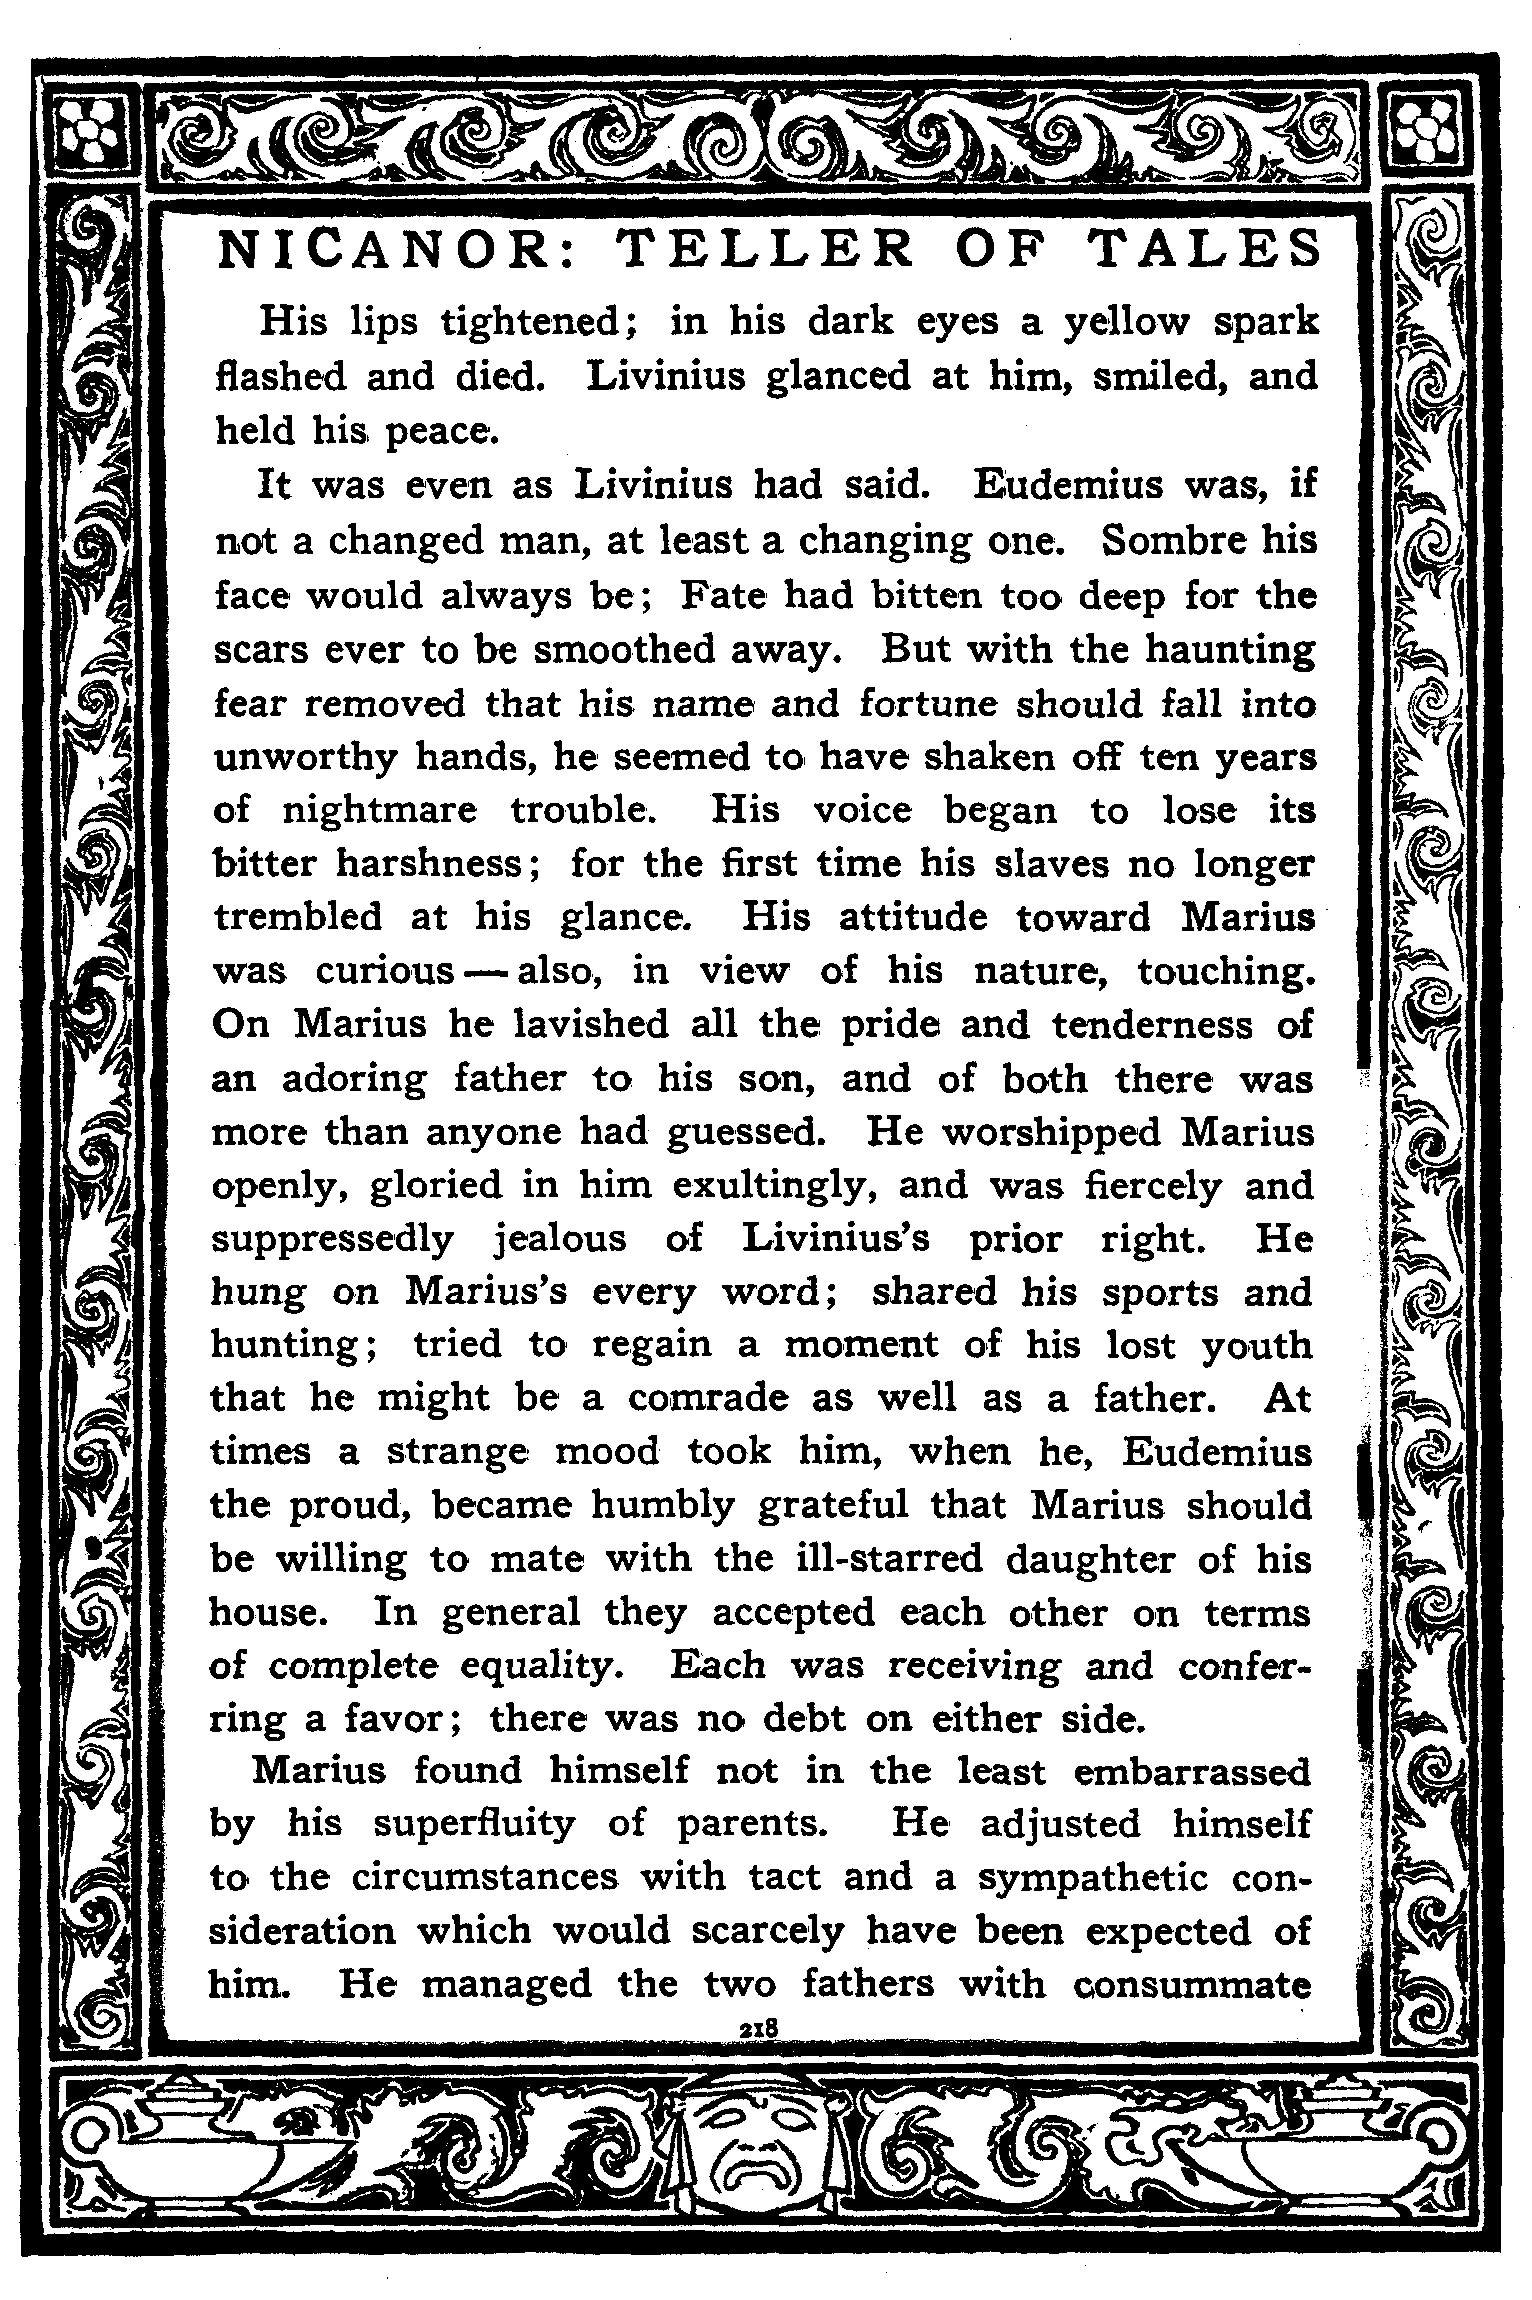 NICANOR: TELLER OF TALES
His lips tightened; in his dark eyes a yellow spark
flashed and died. Livinius glanced at him, smiled, and
held his peace.
It was even as Livinius had said. Eudemius was, if
not a changed man, at least a changing one. Sombre his
face would always be; Fate had bitten too deep for the
scars ever to be smoothed away. But with the haunting
fear removed that his name and fortune should fall into
unworthy hands, he seemed to have shaken off ten years
of nightmare trouble. His voice began to lose its
bitter harshness; for the first time his slaves no longer
trembled at his glance. His attitude toward Marius
was curious — also, in view of his nature, touching.
On Marius he lavished all the pride and tenderness of
an adoring father to his son, and of both there was
more than anyone had guessed. He worshipped Marius
openly, gloried in him exultingly, and was fiercely and
suppressedly jealous of Livinius's prior right. He
hung on Marius's every word; shared his sports and
hunting; tried to regain a moment of his lost youth
that he might be a comrade as well as a father. At
times a strange mood took him, when he, Eudemius
the proud, became humbly grateful that Marius should
be willing to mate with the ill-starred daughter of his
house. In general they accepted each other on terms
of complete equality. Each was receiving and confer-
ring a favor; there was no debt on either side.
Marius found himself not in the least embarrassed
by his superfluity of parents. He adjusted himself
to the circumstances with tact and a sympathetic con-
sideration which would scarcely have been expected of
him. He managed the two fathers with consummate
218